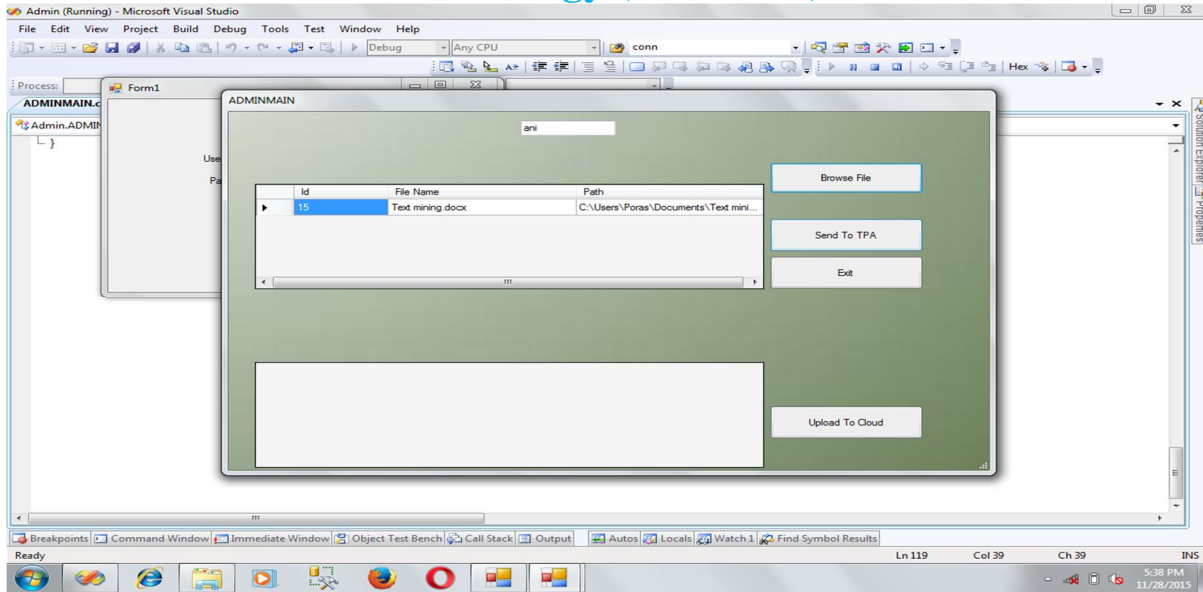 Admin (Running) - Microsoft Visual Studio
File Edit View Project Build Debug Tools Test Window Help
Debug Any CPU conn
Hex
Process:
Form1
ADMINMAIN.c
ADMINMAIN
Admin.ADMIN
ani
}
Use
Pa
Browse File
Id File Name Path
15 Text mining.docx C:\Users\Poras\Documents\Text mini...
Send To TPA
Exit
Upload To Cloud
Solution Explorer
Properties
Breakpoints Command Window Immediate Window Object Test Bench Call Stack Output Autos Locals Watch 1 Find Symbol Results
Ready Ln 119 Col 39 Ch 39 INS
5:38 PM
11/28/2015